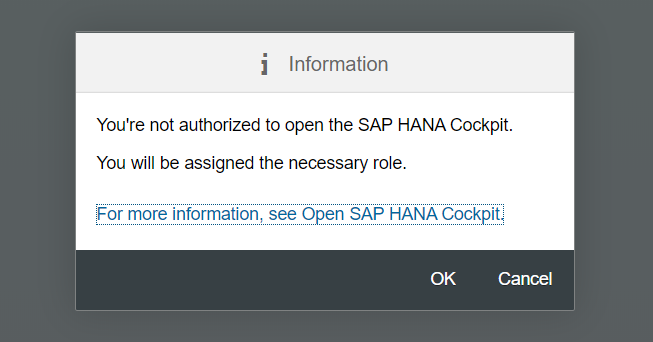 Information
You're not authorized to open the SAP HANA Cockpit.
You will be assigned the necessary role.
For more information, see Open SAP HANA Cockpit.
OK Cancel